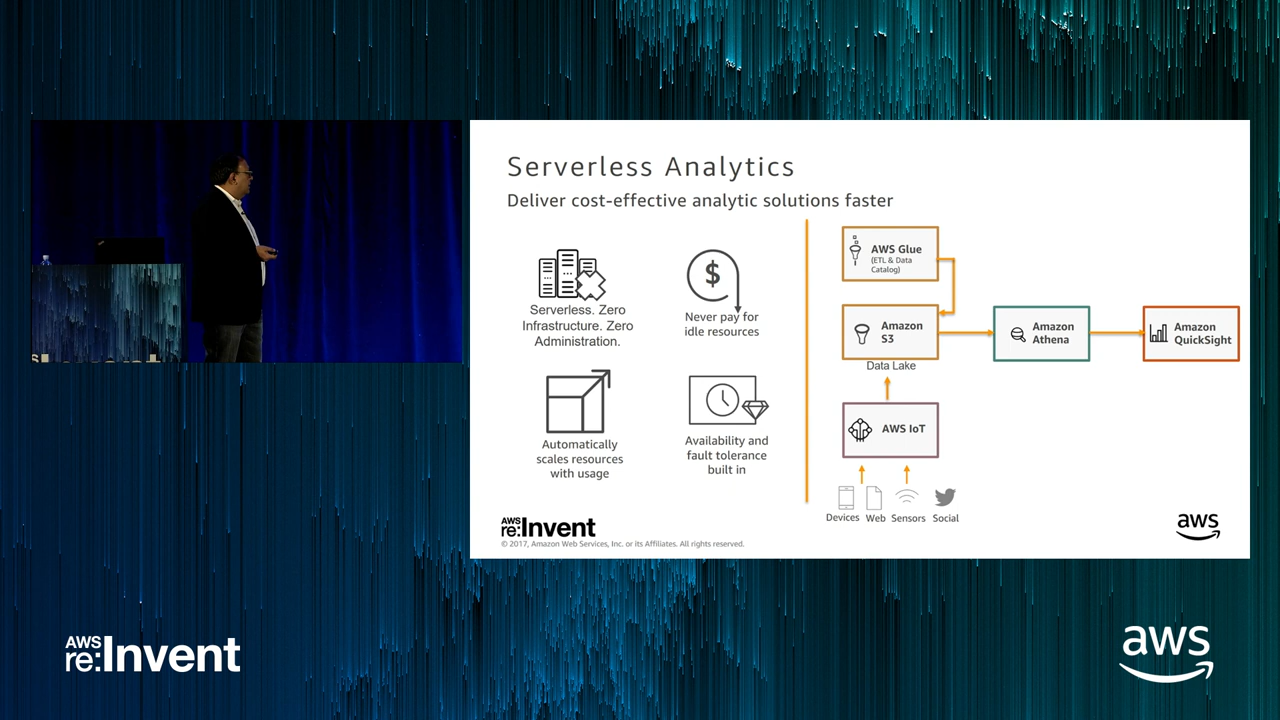 Serverless Analytics
Deliver cost-effective analytic solutions faster
Serverless. Zero
Infrastructure. Zero
Administration.
$
Never pay for
idle resources
Automatically
scales resources
with usage
Availability and
fault tolerance
built in
AWS Glue
(ETL & Data
Catalog)
Amazon
S3
Data Lake
Amazon
Athena
Amazon
QuickSight
AWS IoT
Devices
Web
Sensors
Social
AWS
re:Invent
© 2017, Amazon Web Services, Inc. or its Affiliates. All rights reserved.
aws
AWS
re:Invent
aws